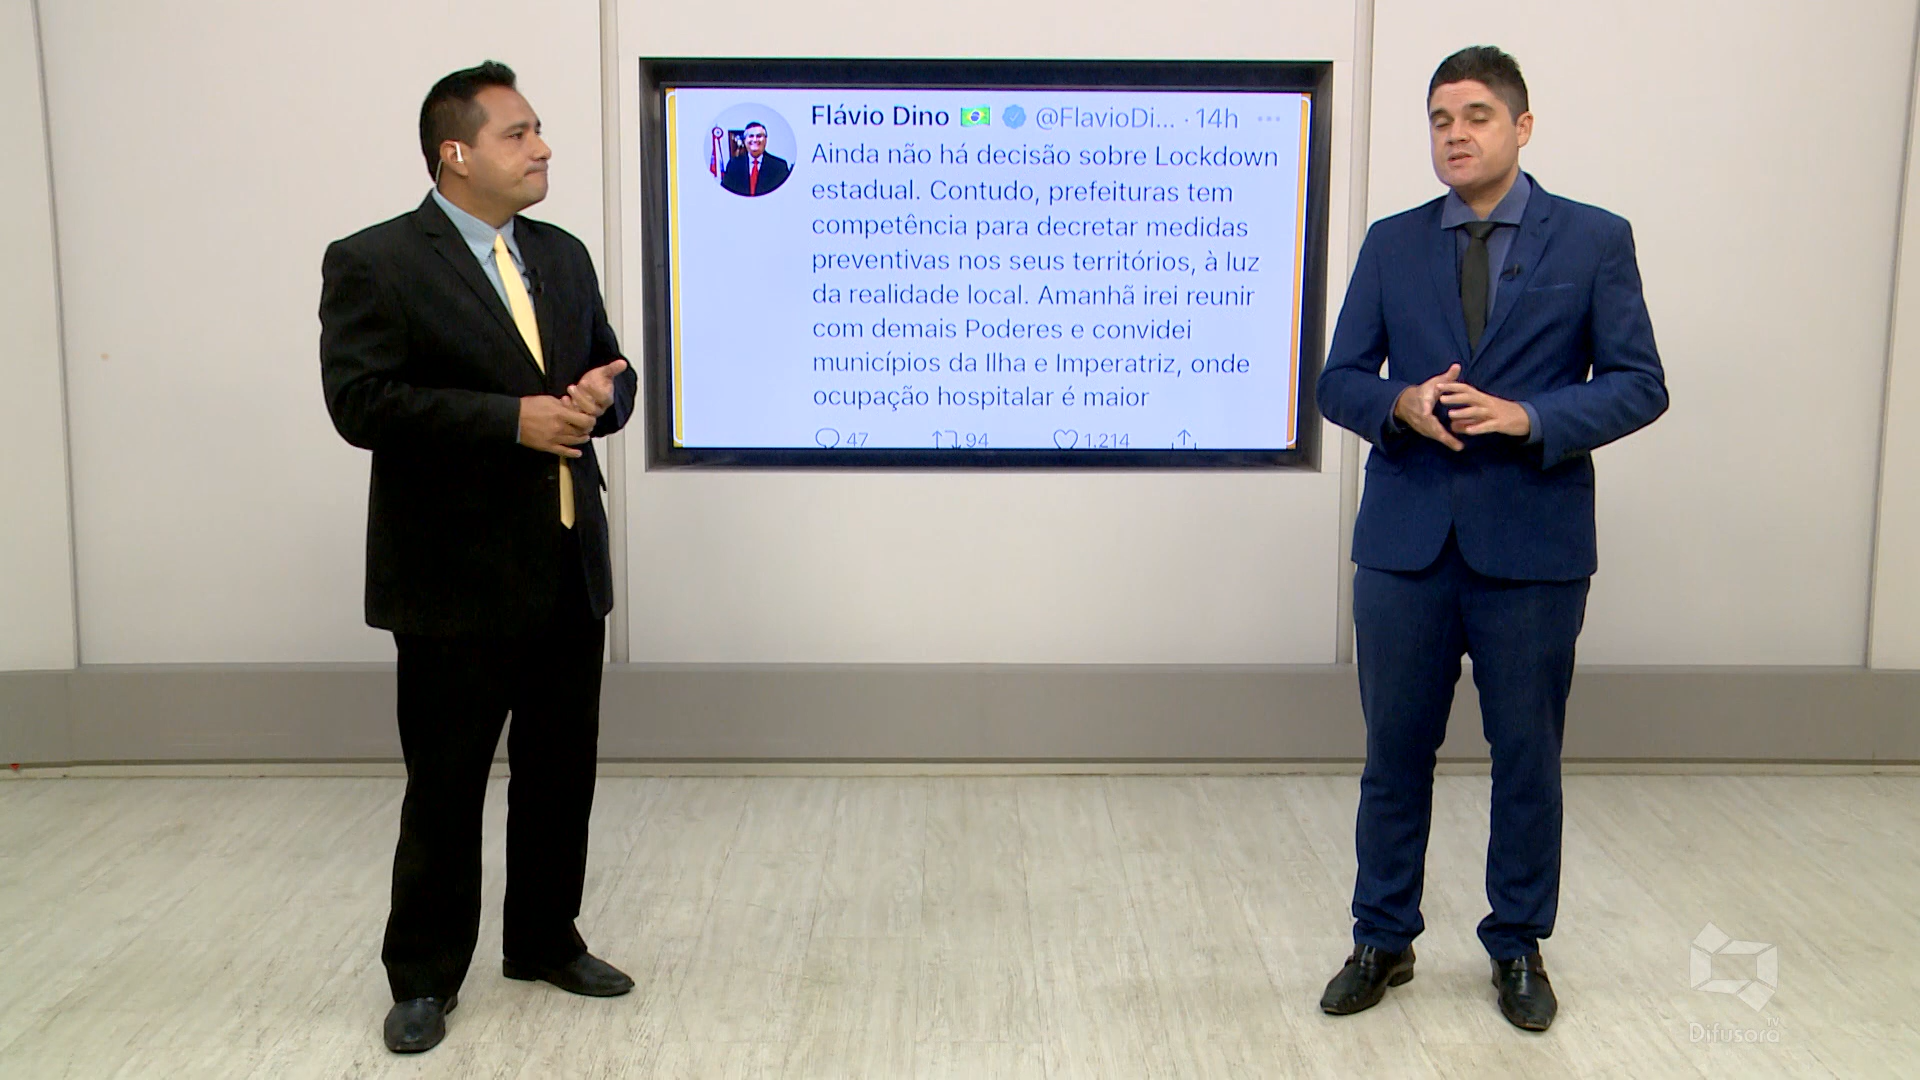 Flávio Dino @FlavioDi... · 14h
Ainda não há decisão sobre Lockdown
estadual. Contudo, prefeituras tem
competência para decretar medidas
preventivas nos seus territórios, à luz
da realidade local. Amanhã irei reunir
com demais Poderes e convidei
municípios da Ilha e Imperatriz, onde
ocupação hospitalar é maior
47 94 1.214
TV
Difusora